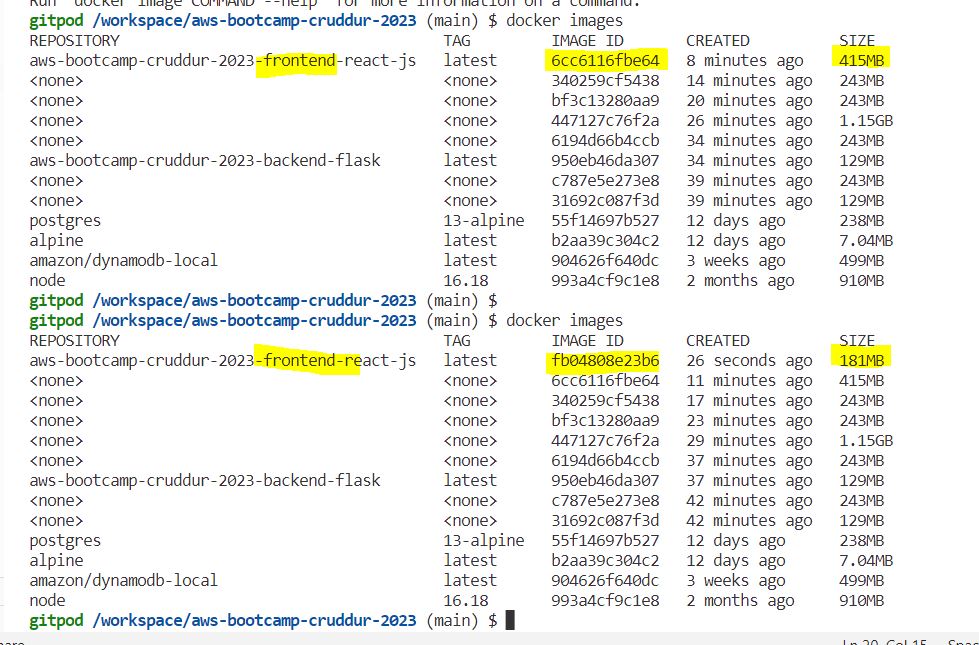 Run 'docker image COMMAND --help' for more information on a command.
gitpod /workspace/aws-bootcamp-cruddur-2023 (main) $ docker images
REPOSITORY TAG IMAGE ID CREATED SIZE
aws-bootcamp-cruddur-2023-frontend-react-js latest 6cc6116fbe64 8 minutes ago 415MB
<none> <none> 340259cf5438 14 minutes ago 243MB
<none> <none> bf3c13280aa9 20 minutes ago 243MB
<none> <none> 447127c76f2a 26 minutes ago 1.15GB
<none> <none> 6194d66b4ccb 34 minutes ago 243MB
aws-bootcamp-cruddur-2023-backend-flask latest 950eb46da307 34 minutes ago 129MB
<none> <none> c787e5e273e8 39 minutes ago 243MB
<none> <none> 31692c087f3d 39 minutes ago 129MB
postgres 13-alpine 55f14697b527 12 days ago 238MB
alpine latest b2aa39c304c2 12 days ago 7.04MB
amazon/dynamodb-local latest 904626f640dc 3 weeks ago 499MB
node 16.18 993a4cf9c1e8 2 months ago 910MB
gitpod /workspace/aws-bootcamp-cruddur-2023 (main) $
gitpod /workspace/aws-bootcamp-cruddur-2023 (main) $ docker images
REPOSITORY TAG IMAGE ID CREATED SIZE
aws-bootcamp-cruddur-2023-frontend-react-js latest fb04808e23b6 26 seconds ago 181MB
<none> <none> 6cc6116fbe64 11 minutes ago 415MB
<none> <none> 340259cf5438 17 minutes ago 243MB
<none> <none> bf3c13280aa9 23 minutes ago 243MB
<none> <none> 447127c76f2a 29 minutes ago 1.15GB
<none> <none> 6194d66b4ccb 37 minutes ago 243MB
aws-bootcamp-cruddur-2023-backend-flask latest 950eb46da307 37 minutes ago 129MB
<none> <none> c787e5e273e8 42 minutes ago 243MB
<none> <none> 31692c087f3d 42 minutes ago 129MB
postgres 13-alpine 55f14697b527 12 days ago 238MB
alpine latest b2aa39c304c2 12 days ago 7.04MB
amazon/dynamodb-local latest 904626f640dc 3 weeks ago 499MB
node 16.18 993a4cf9c1e8 2 months ago 910MB
gitpod /workspace/aws-bootcamp-cruddur-2023 (main) $
Ln 20, Col 15